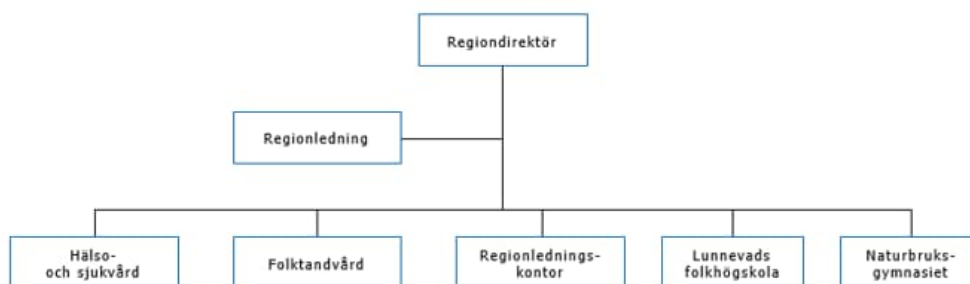 Regiondirektör
Regionledning
Hälso-
och sjukvård
Folktandvård
Regionlednings-
kontor
Lunnevads
folkhögskola
Naturbruks-
gymnasiet